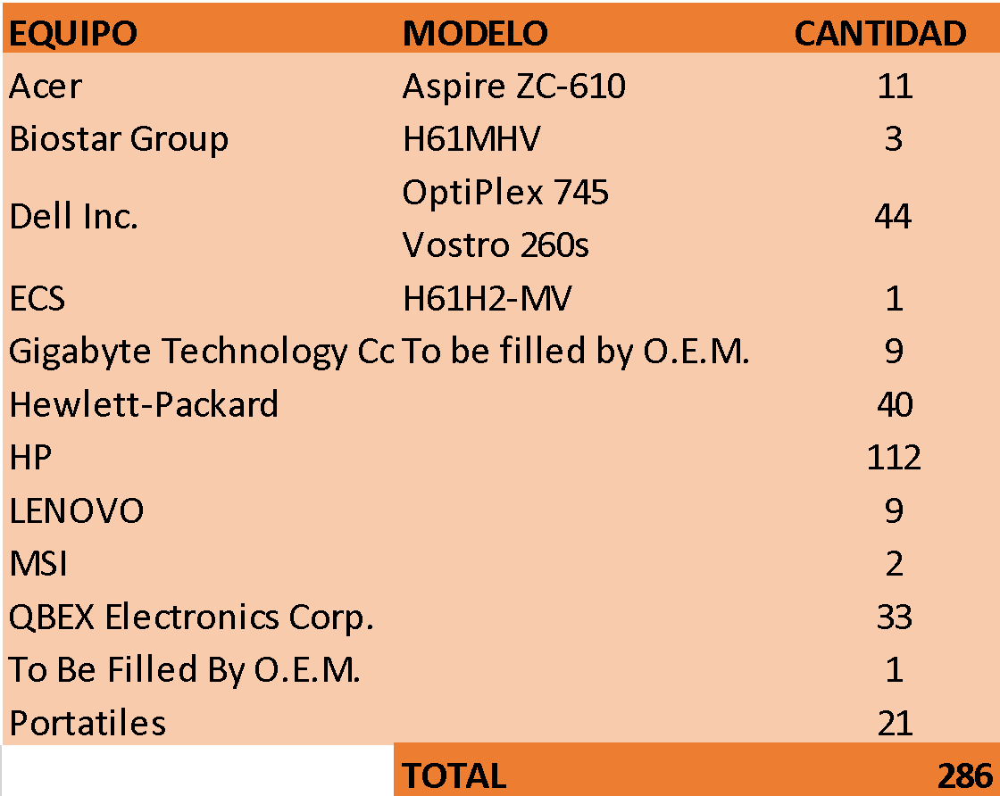 EQUIPO MODELO CANTIDAD
Acer Aspire ZC-610 11
Biostar Group H61MHV 3
Dell Inc. OptiPlex 745 44
Vostro 260s
ECS H61H2-MV 1
Gigabyte Technology Cc To be filled by O.E.M. 9
Hewlett-Packard 40
HP 112
LENOVO 9
MSI 2
QBEX Electronics Corp. 33
To Be Filled By O.E.M. 1
Portatiles 21
TOTAL 286